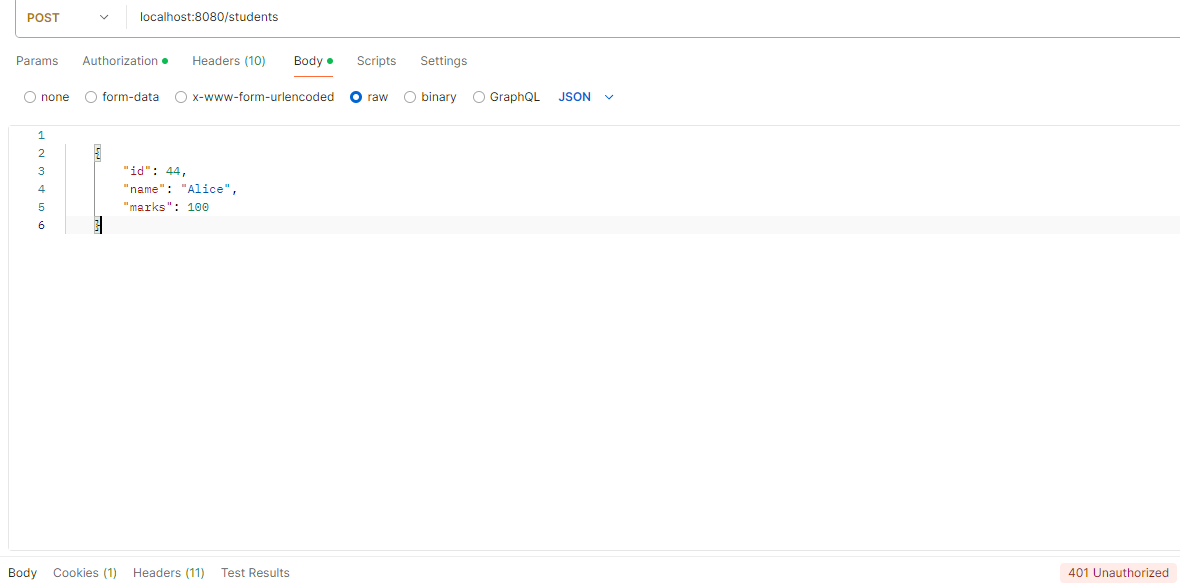 POST localhost:8080/students
Params Authorization Headers (10) Body Scripts Settings
none form-data x-www-form-urlencoded raw binary GraphQL JSON
1
2 {
3 "id": 44,
4 "name": "Alice",
5 "marks": 100
6 }
Body Cookies (1) Headers (11) Test Results 401 Unauthorized